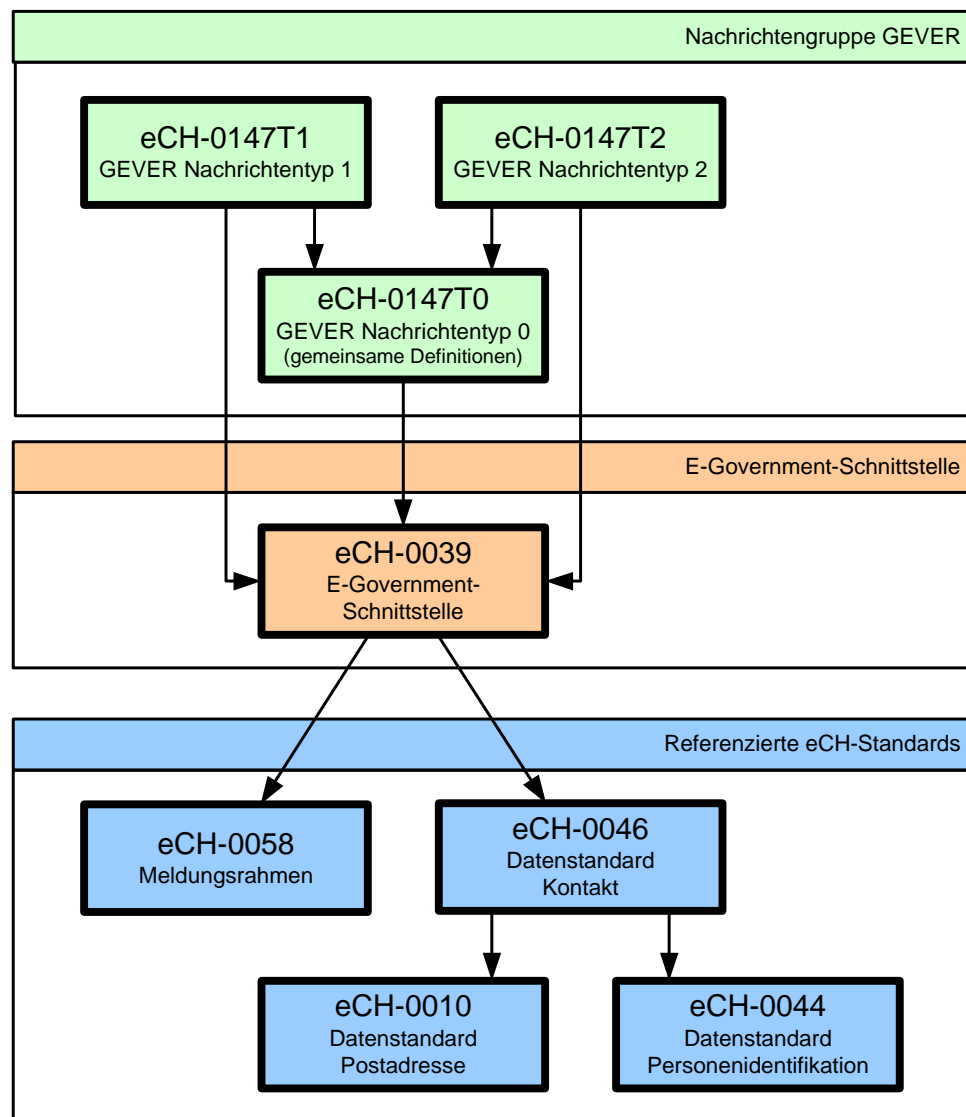 Nachrichtengruppe GEVER
eCH-0147T1
GEVER Nachrichtentyp 1
eCH-0147T2
GEVER Nachrichtentyp 2
eCH-0147T0
GEVER Nachrichtentyp 0
(gemeinsame Definitionen)
E-Government-Schnittstelle
eCH-0039
E-Government-
Schnittstelle
Referenzierte eCH-Standards
eCH-0058
Meldungsrahmen
eCH-0046
Datenstandard
Kontakt
eCH-0010
Datenstandard
Postadresse
eCH-0044
Datenstandard
Personenidentifikation